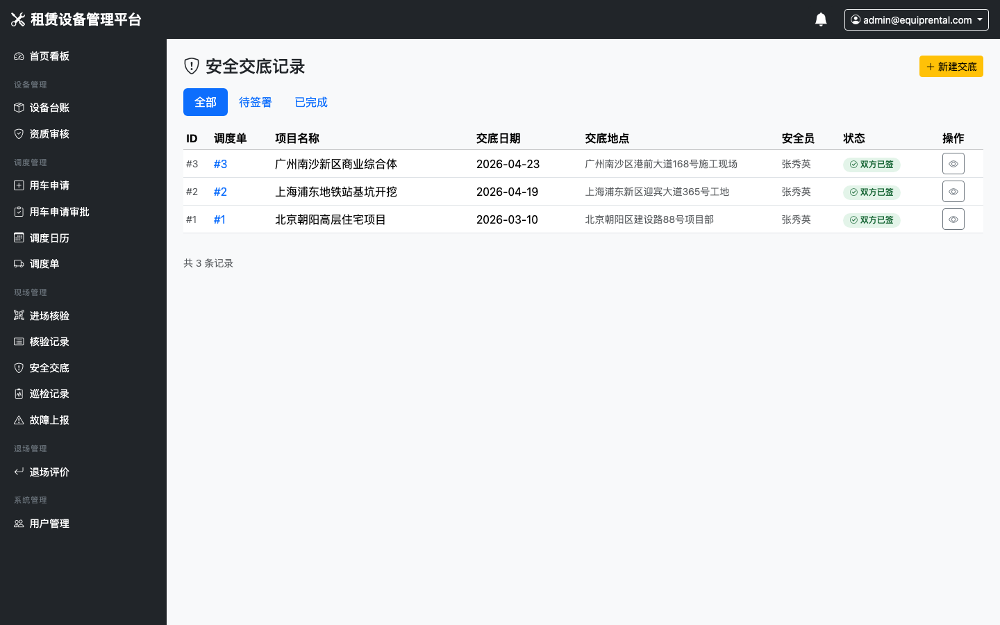 租赁设备管理平台
admin@equiprental.com
首页看板
设备管理
设备台账
资质审核
调度管理
用车申请
用车申请审批
调度日历
调度单
现场管理
进场核验
核验记录
安全交底
巡检记录
故障上报
退场管理
退场评价
系统管理
用户管理
安全交底记录
+ 新建交底
全部 待签署 已完成
ID 调度单 项目名称 交底日期 交底地点 安全员 状态 操作
#3 #3 广州南沙新区商业综合体 2026-04-23 广州南沙区港前大道168号施工现场 张秀英 双方已签
#2 #2 上海浦东地铁站基坑开挖 2026-04-19 上海浦东新区迎宾大道365号工地 张秀英 双方已签
#1 #1 北京朝阳高层住宅项目 2026-03-10 北京朝阳区建设路88号项目部 张秀英 双方已签
共 3 条记录